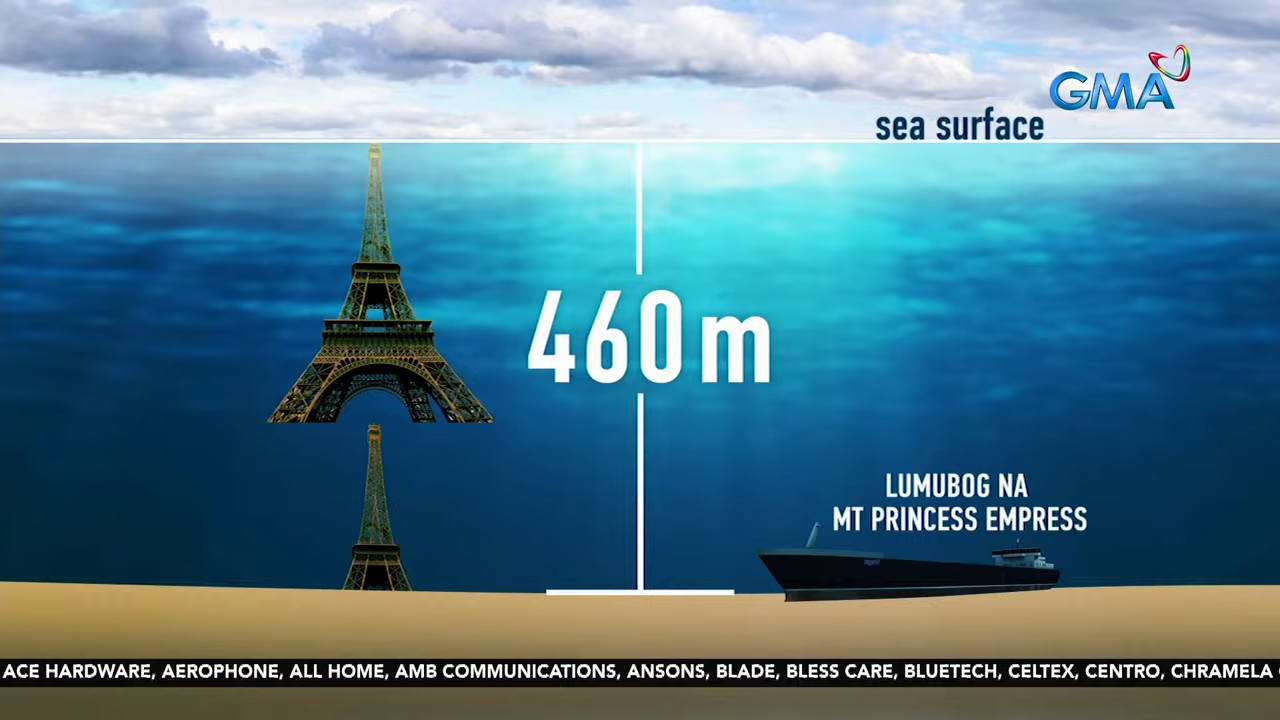 GMA
sea surface
460 m
LUMUBOG NA
MT PRINCESS EMPRESS
ACE HARDWARE, AEROPHONE, ALL HOME, AMB COMMUNICATIONS, ANSONS, BLADE, BLESS CARE, BLUETECH, CELTEX, CENTRO, CHRAMELA